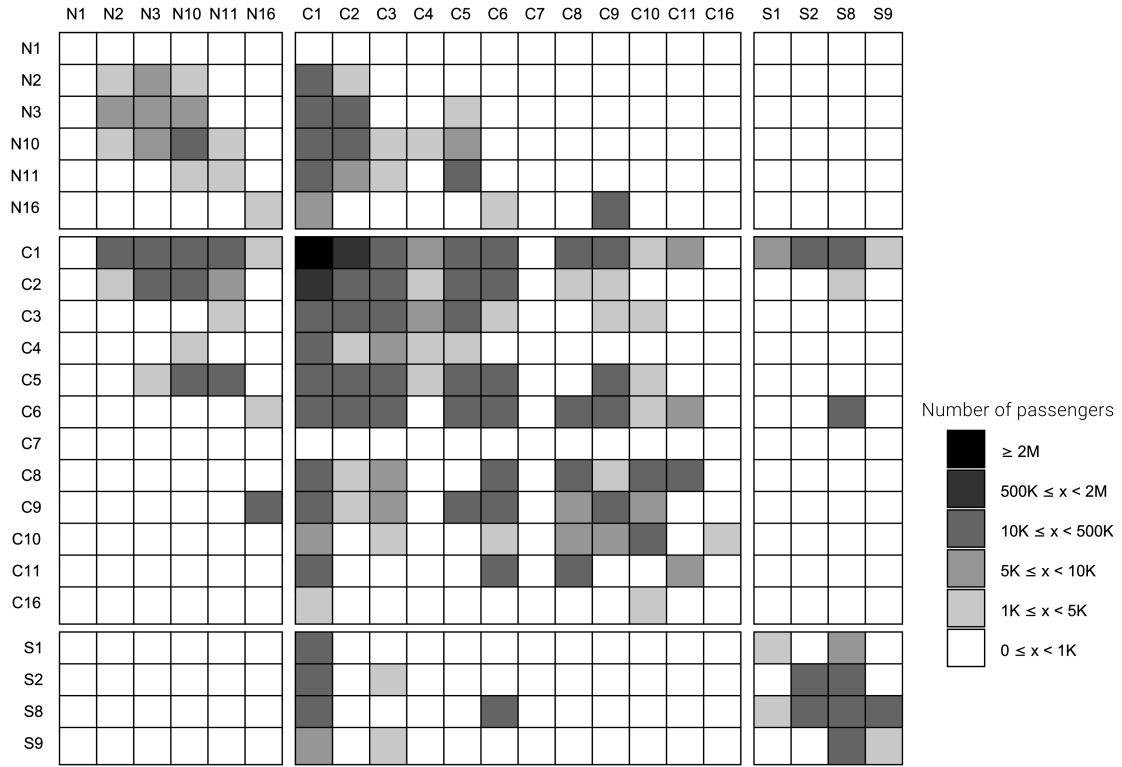 N1 N2 N3 N10 N11 N16 C1 C2 C3 C4 C5 C6 C7 C8 C9 C10 C11 C16 S1 S2 S8 S9
N1
N2
N3
N10
N11
N16
C1
C2
C3
C4
C5
C6
C7
C8
C9
C10
C11
C16
S1
S2
S8
S9
Number of passengers
≥ 2M
500K ≤ x < 2M
10K ≤ x < 500K
5K ≤ x < 10K
1K ≤ x < 5K
0 ≤ x < 1K